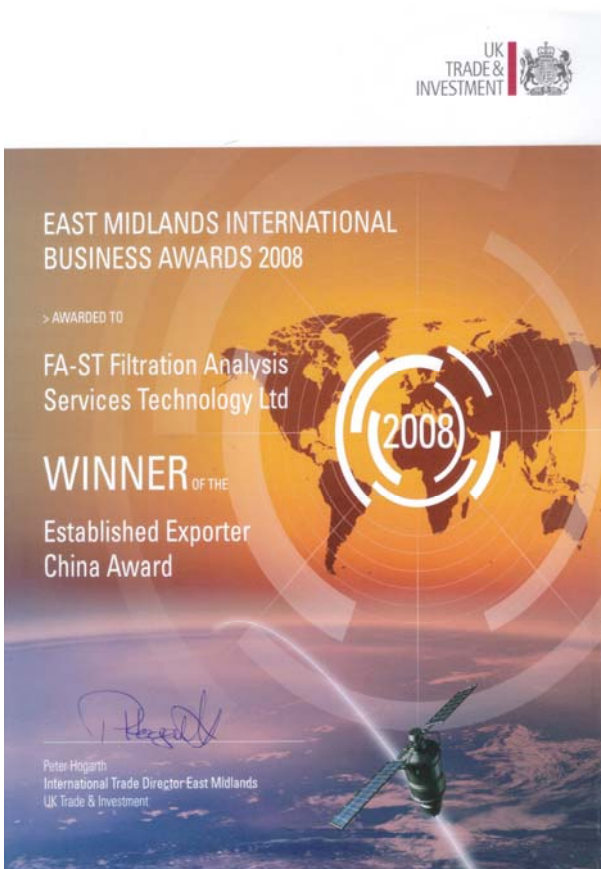 UK
TRADE &
INVESTMENT
EAST MIDLANDS INTERNATIONAL
BUSINESS AWARDS 2008
> AWARDED TO
FA-ST Filtration Analysis
Services Technology Ltd
2008
WINNER OF THE
Established Exporter
China Award
Peter Hogarth
International Trade Director East Midlands
UK Trade & Investment